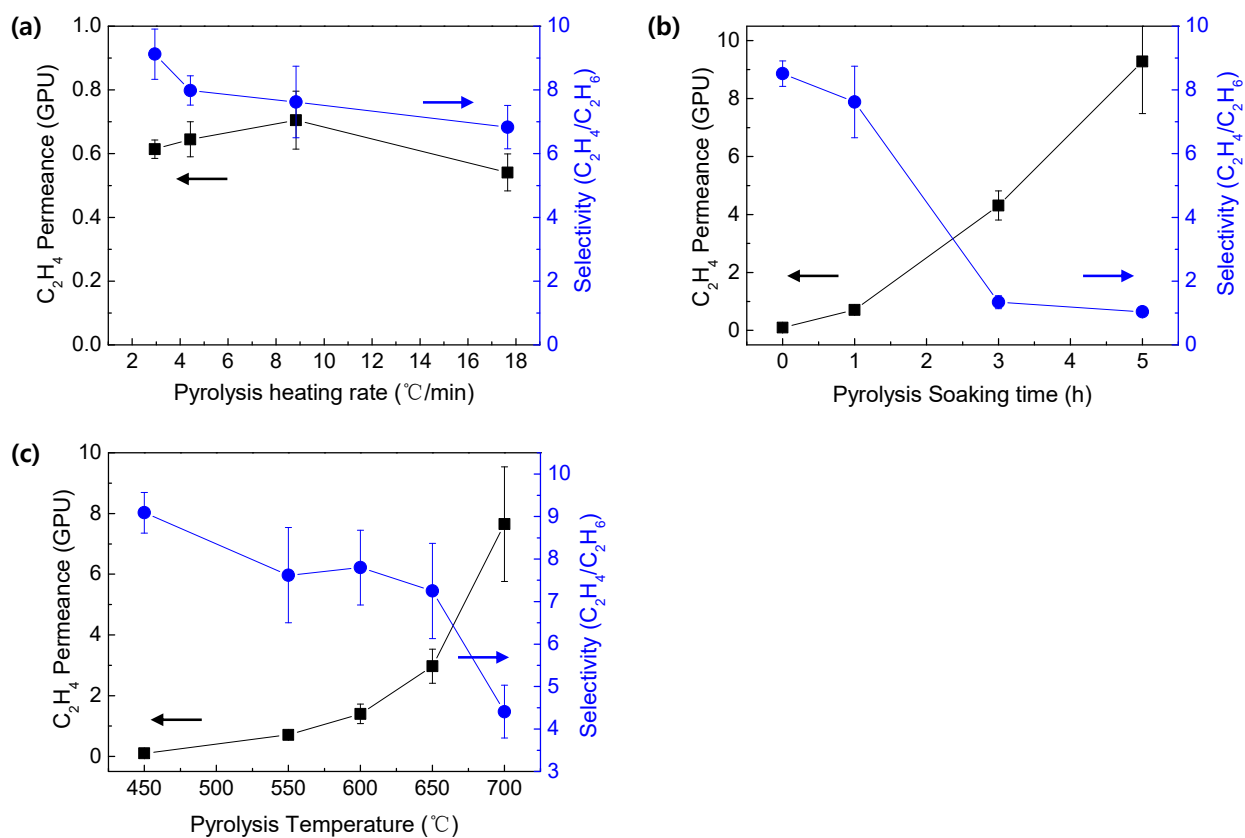 (a)
1.0
0.8
0.6
0.4
0.2
0.0
C₂H₄ Permeance (GPU)
2 4 6 8 10 12 14 16 18
Pyrolysis heating rate (℃/min)
10
8
6
4
2
0
Selectivity (C₂H₄/C₂H₆)
(b)
10
8
6
4
2
0
C₂H₄ Permeance (GPU)
0 1 2 3 4 5
Pyrolysis Soaking time (h)
10
8
6
4
2
0
Selectivity (C₂H₄/C₂H₆)
(c)
10
8
6
4
2
0
C₂H₄ Permeance (GPU)
450 500 550 600 650 700
Pyrolysis Temperature (℃)
10
9
8
7
6
5
4
3
Selectivity (C₂H₄/C₂H₆)